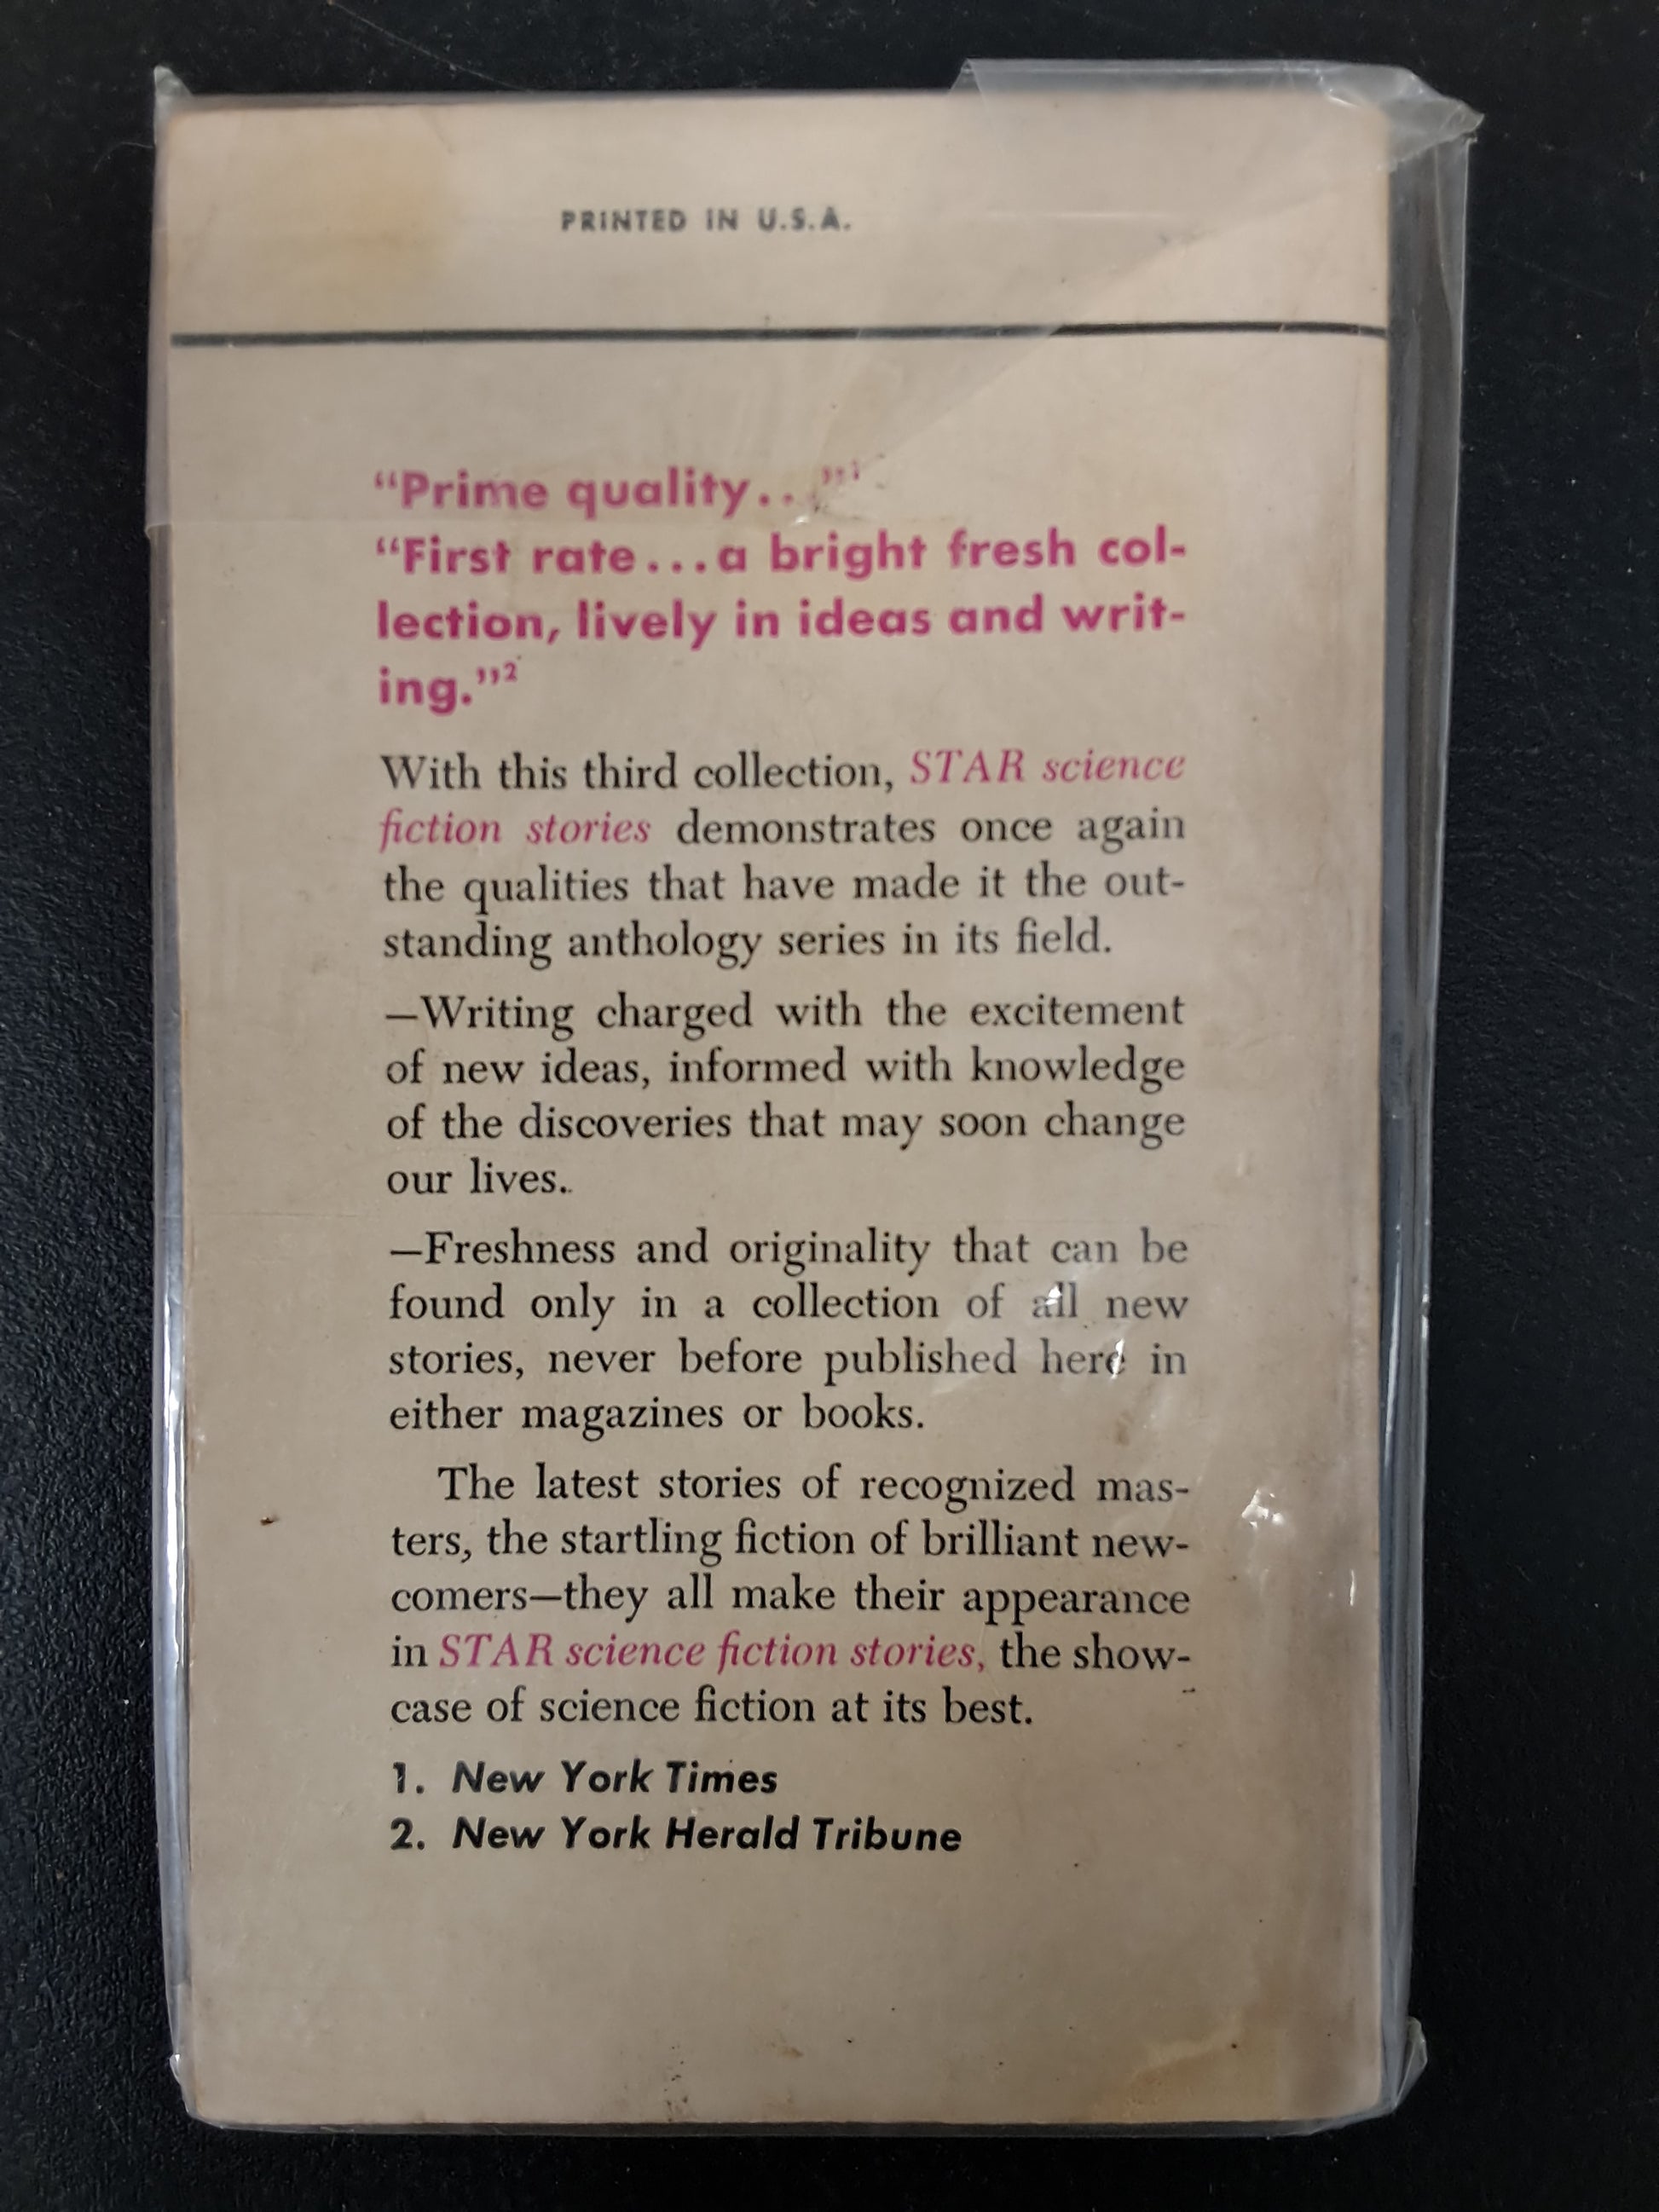 PRINTED IN U.S.A.
“Prime quality...”¹
“First rate...a bright fresh col-
lection, lively in ideas and writ-
ing.”²
With this third collection, STAR science
fiction stories demonstrates once again
the qualities that have made it the out-
standing anthology series in its field.
—Writing charged with the excitement
of new ideas, informed with knowledge
of the discoveries that may soon change
our lives.
—Freshness and originality that can be
found only in a collection of all new
stories, never before published here in
either magazines or books.
The latest stories of recognized mas-
ters, the startling fiction of brilliant new-
comers—they all make their appearance
in STAR science fiction stories, the show-
case of science fiction at its best.
1. New York Times
2. New York Herald Tribune